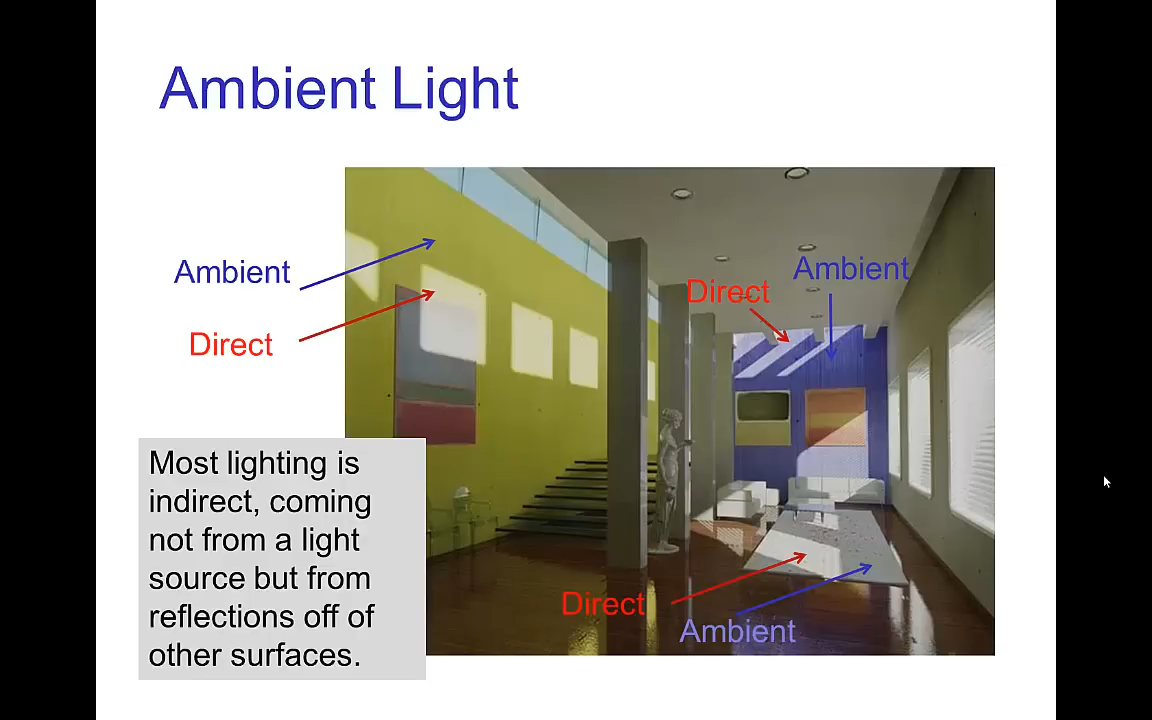 Ambient Light
Ambient
Direct
Direct
Ambient
Most lighting is
indirect, coming
not from a light
source but from
reflections off of
other surfaces.
Direct
Ambient